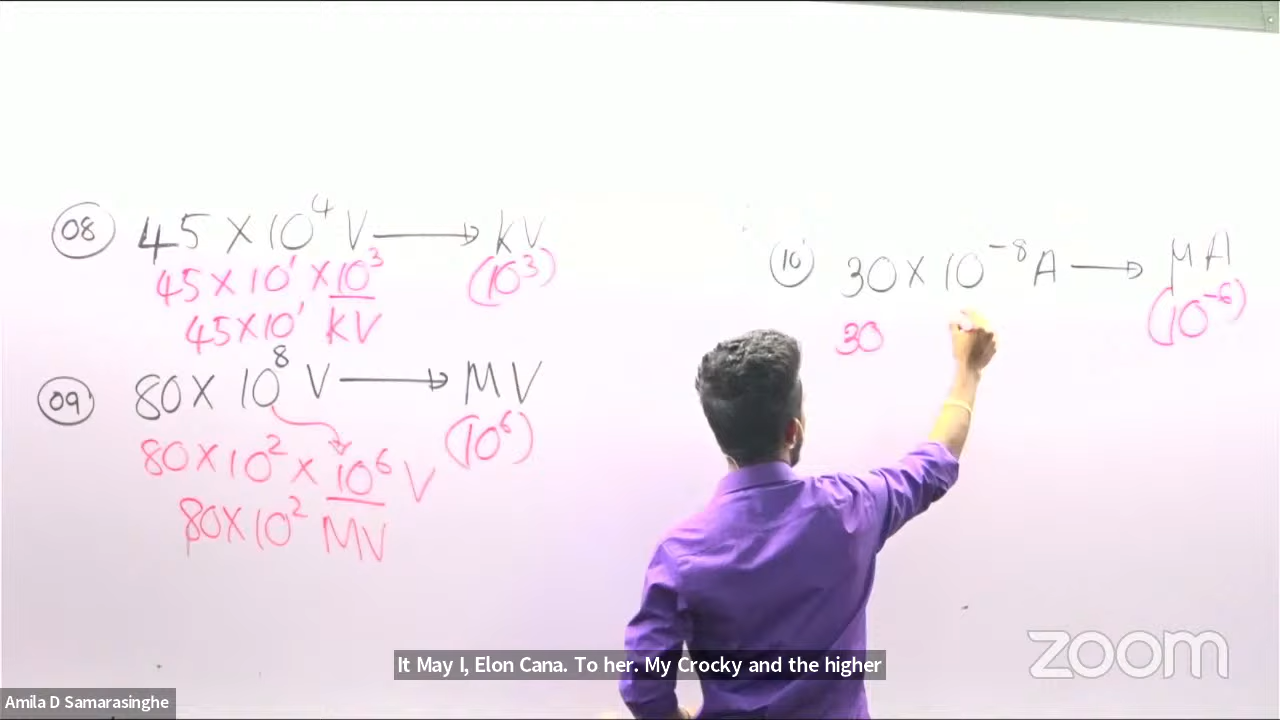 08 45 × 10⁴ V → kV
45 × 10¹ × 10³ (10³)
45 × 10¹ kV
09 80 × 10⁸ V → MV
80 × 10² × 10⁶ V (10⁶)
80 × 10² MV
10 30 × 10⁻⁸ A → μA
30 (10⁻⁶)
It May I, Elon Cana. To her. My Crocky and the higher
zoom
Amila D Samarasinghe